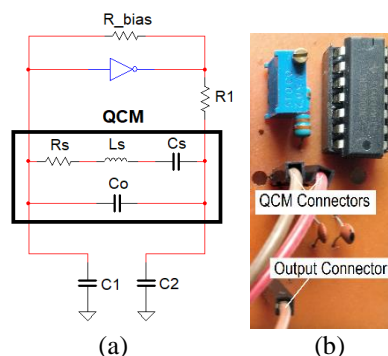 R_bias
R1
QCM
Rs
Ls
Cs
Co
C1
C2
(a)
QCM Connectors
Output Connector
(b)